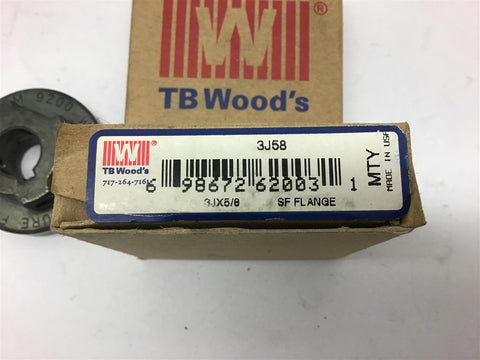 ®
TB Wood's
3J58
®
TB Wood's
717-264-7161
6 98672 62003 1
3JX5/8 SF FLANGE
MTY
MADE IN USA
9200